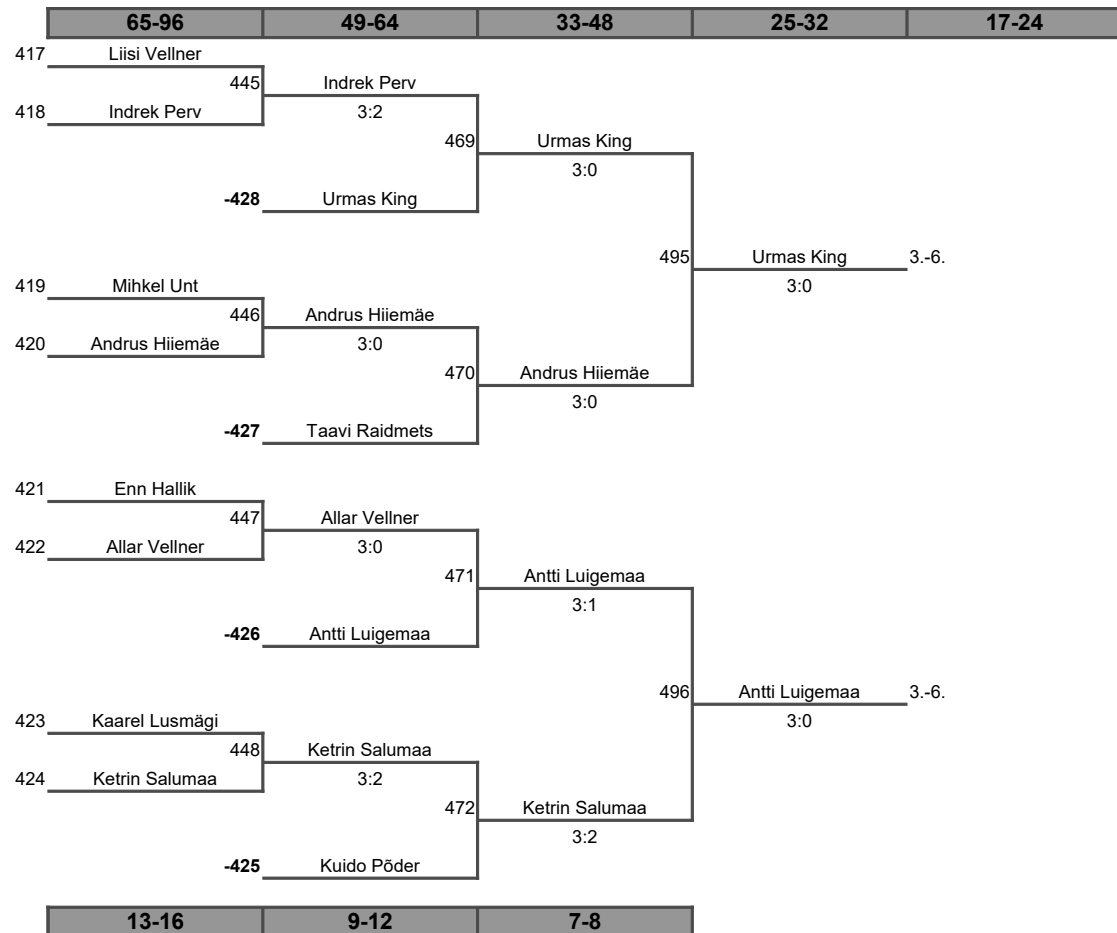 65-96 49-64 33-48 25-32 17-24
417 Liisi Vellner
445 Indrek Perv
418 Indrek Perv 3:2
469 Urmas King
3:0
-428 Urmas King
495 Urmas King 3.-6.
419 Mihkel Unt 3:0
446 Andrus Hiiemäe
420 Andrus Hiiemäe 3:0
470 Andrus Hiiemäe
3:0
-427 Taavi Raidmets
421 Enn Hallik
447 Allar Vellner
422 Allar Vellner 3:0
471 Antti Luigemaa
3:1
-426 Antti Luigemaa
496 Antti Luigemaa 3.-6.
423 Kaarel Lusmägi 3:0
448 Ketrin Salumaa
424 Ketrin Salumaa 3:2
472 Ketrin Salumaa
3:2
-425 Kuido Põder
13-16 9-12 7-8